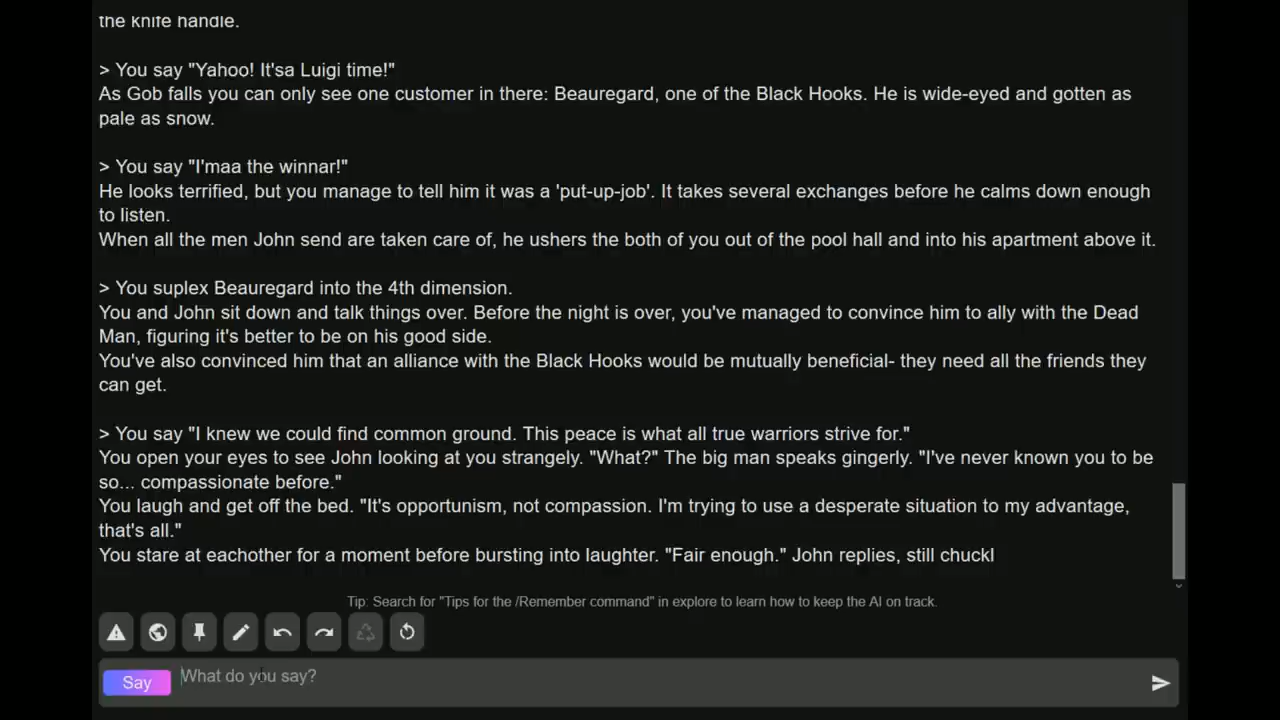 the knife handle.
> You say "Yahoo! It'sa Luigi time!"
As Gob falls you can only see one customer in there: Beauregard, one of the Black Hooks. He is wide-eyed and gotten as
pale as snow.
> You say "I'maa the winnar!"
He looks terrified, but you manage to tell him it was a 'put-up-job'. It takes several exchanges before he calms down enough
to listen.
When all the men John send are taken care of, he ushers the both of you out of the pool hall and into his apartment above it.
> You suplex Beauregard into the 4th dimension.
You and John sit down and talk things over. Before the night is over, you've managed to convince him to ally with the Dead
Man, figuring it's better to be on his good side.
You've also convinced him that an alliance with the Black Hooks would be mutually beneficial- they need all the friends they
can get.
> You say "I knew we could find common ground. This peace is what all true warriors strive for."
You open your eyes to see John looking at you strangely. "What?" The big man speaks gingerly. "I've never known you to be
so... compassionate before."
You laugh and get off the bed. "It's opportunism, not compassion. I'm trying to use a desperate situation to my advantage,
that's all."
You stare at eachother for a moment before bursting into laughter. "Fair enough." John replies, still chuckl
Tip: Search for "Tips for the /Remember command" in explore to learn how to keep the AI on track.
Say What do you say?